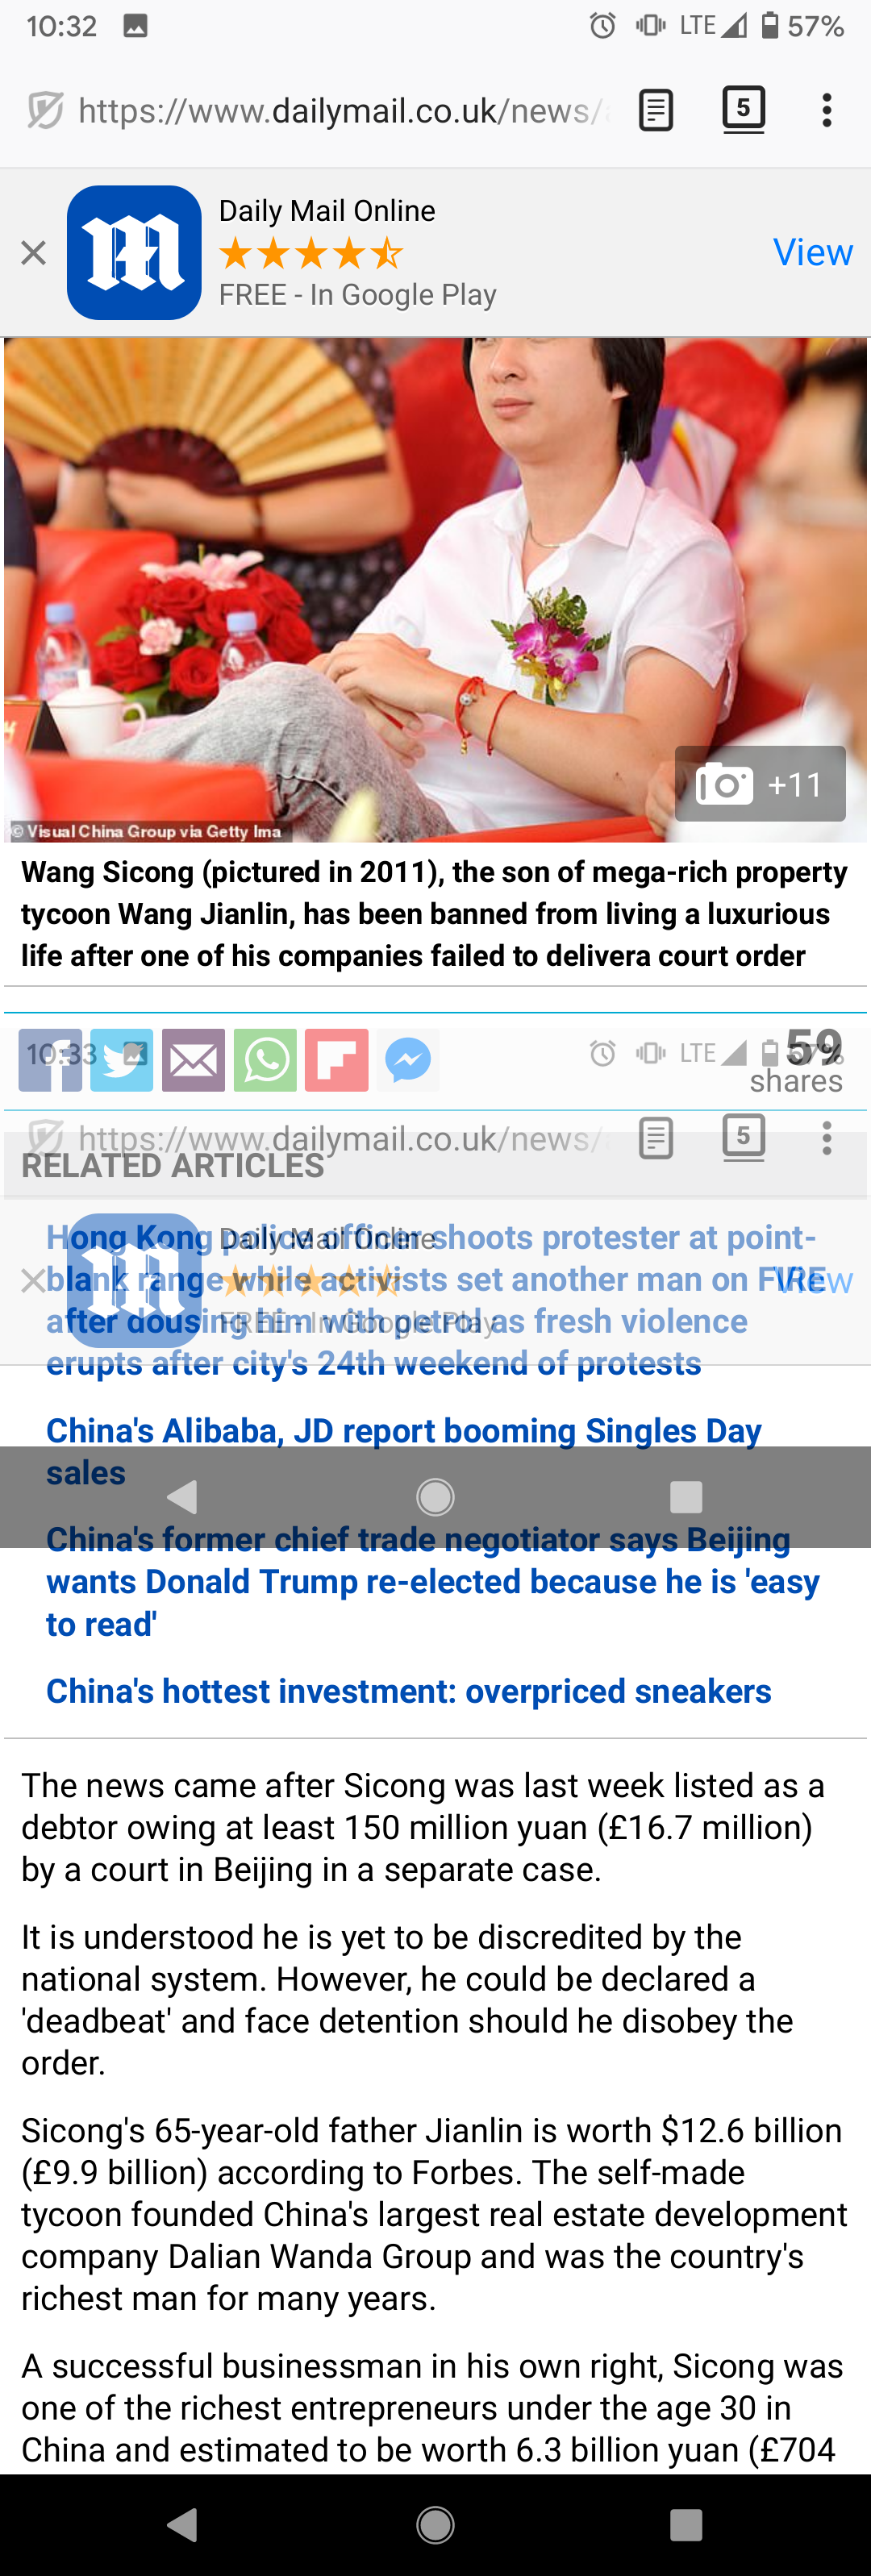 10:32
LTE
57%
https://www.dailymail.co.uk/news/
5
Daily Mail Online
FREE - In Google Play
View
+11
© Visual China Group via Getty Ima
Wang Sicong (pictured in 2011), the son of mega-rich property
tycoon Wang Jianlin, has been banned from living a luxurious
life after one of his companies failed to delivera court order
10:33
LTE
57%
59
shares
https://www.dailymail.co.uk/news/
5
RELATED ARTICLES
Daily Mail Online
FREE - In Google Play
View
Hong Kong police officer shoots protester at point-
blank range while activists set another man on FIRE
after dousing him with petrol as fresh violence
erupts after city's 24th weekend of protests
China's Alibaba, JD report booming Singles Day
sales
China's former chief trade negotiator says Beijing
wants Donald Trump re-elected because he is 'easy
to read'
China's hottest investment: overpriced sneakers
The news came after Sicong was last week listed as a
debtor owing at least 150 million yuan (£16.7 million)
by a court in Beijing in a separate case.
It is understood he is yet to be discredited by the
national system. However, he could be declared a
'deadbeat' and face detention should he disobey the
order.
Sicong's 65-year-old father Jianlin is worth $12.6 billion
(£9.9 billion) according to Forbes. The self-made
tycoon founded China's largest real estate development
company Dalian Wanda Group and was the country's
richest man for many years.
A successful businessman in his own right, Sicong was
one of the richest entrepreneurs under the age 30 in
China and estimated to be worth 6.3 billion yuan (£704